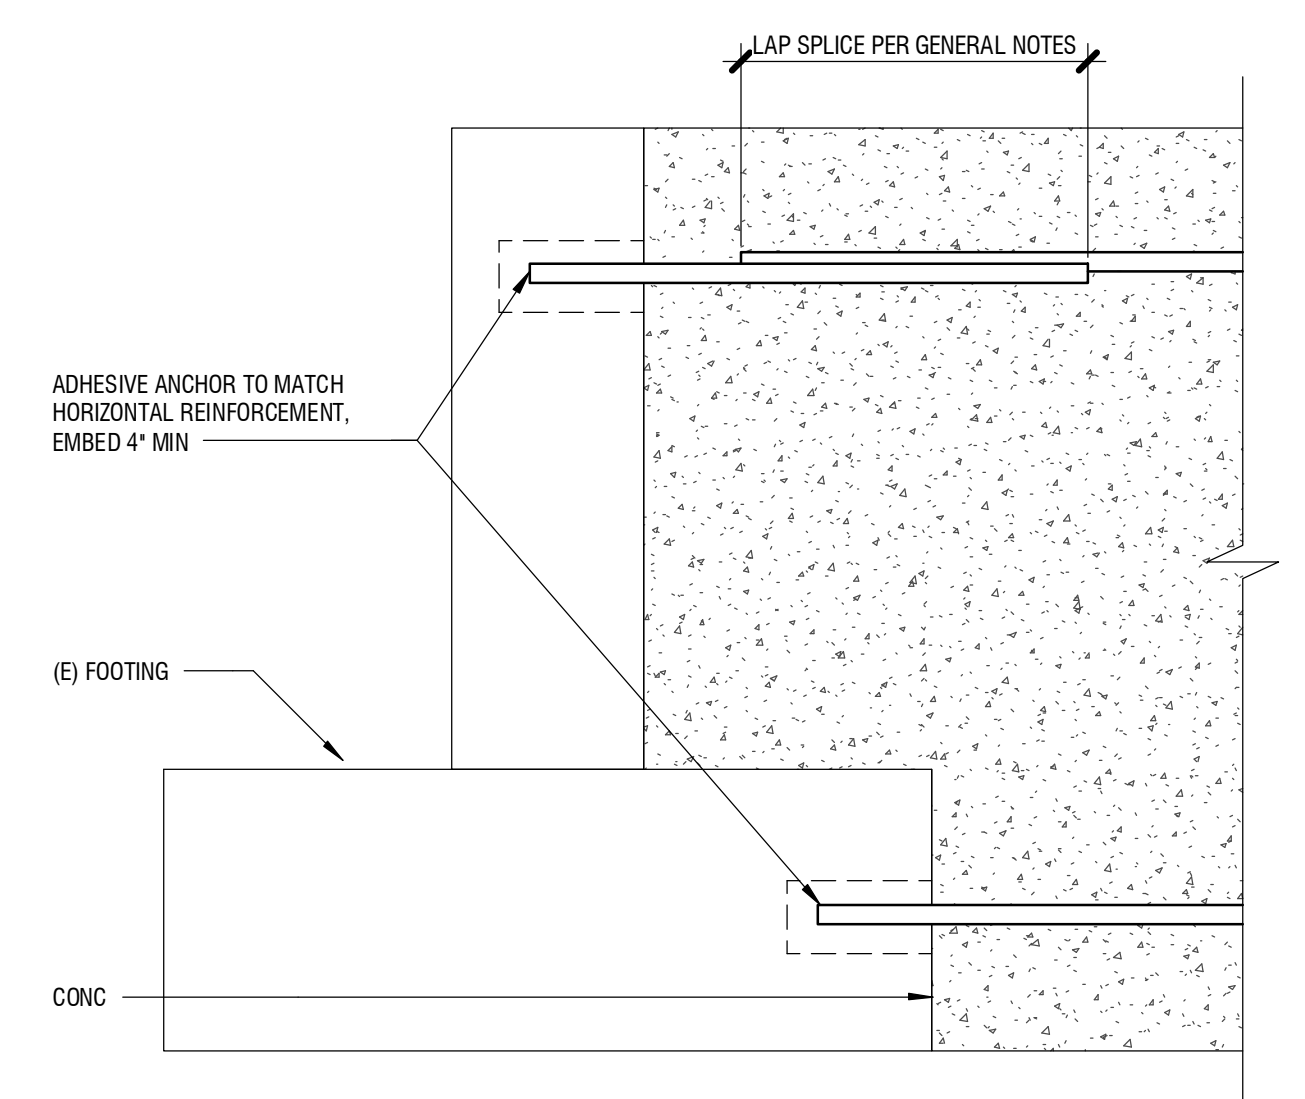 LAP SPLICE PER GENERAL NOTES
ADHESIVE ANCHOR TO MATCH
HORIZONTAL REINFORCEMENT,
EMBED 4" MIN
(E) FOOTING
CONC